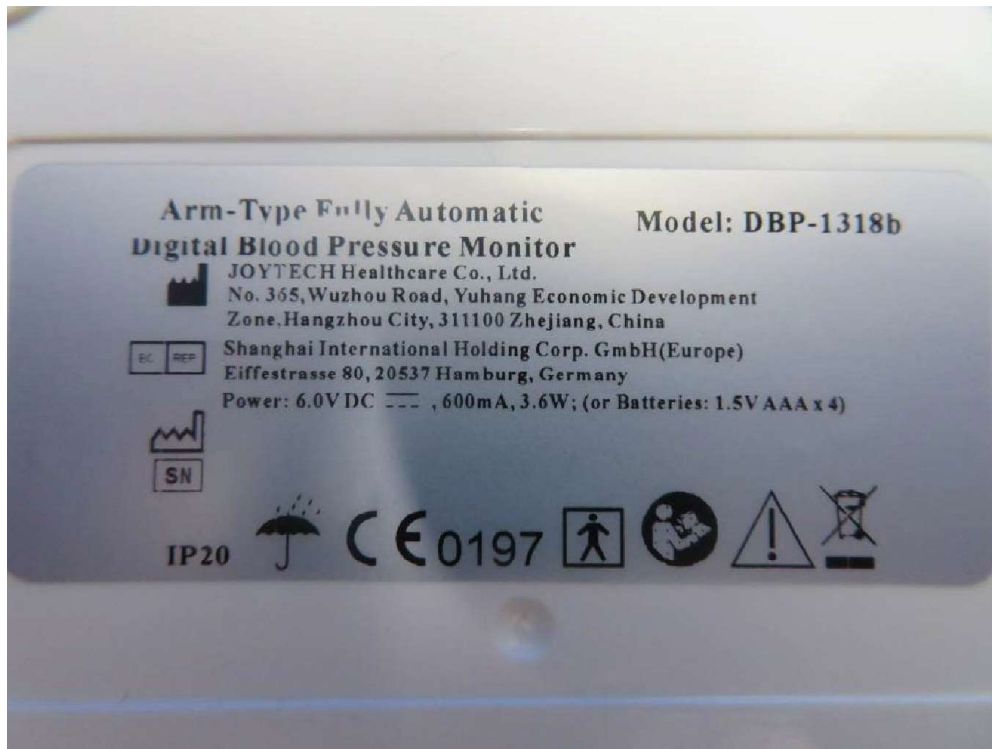 Arm-Type Fully Automatic
Digital Blood Pressure Monitor
Model: DBP-1318b
JOYTECH Healthcare Co., Ltd.
No. 365, Wuzhou Road, Yuhang Economic Development
Zone, Hangzhou City, 311100 Zhejiang, China
EC REP
Shanghai International Holding Corp. GmbH(Europe)
Eiffestrasse 80, 20537 Hamburg, Germany
Power: 6.0V DC , 600mA, 3.6W; (or Batteries: 1.5V AAA x 4)
SN
IP20
CE 0197